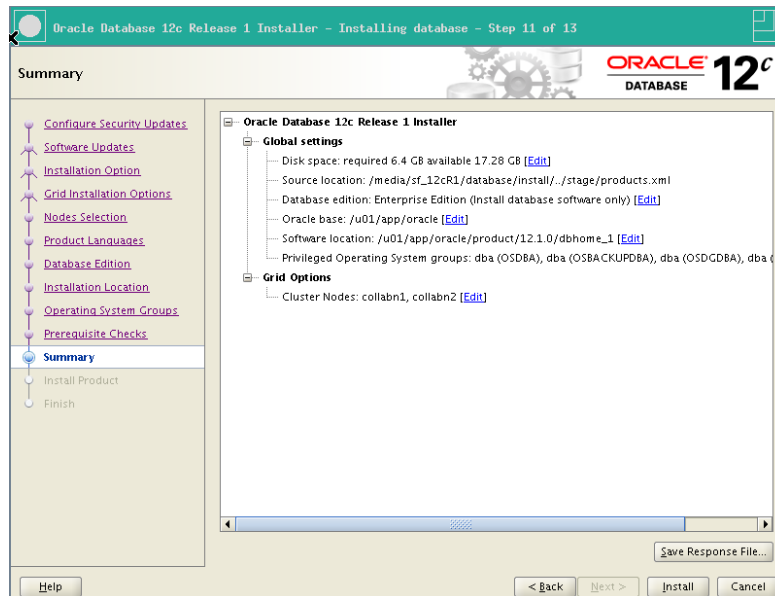 Oracle Database 12c Release 1 Installer - Installing database - Step 11 of 13
Summary
ORACLE
DATABASE
12c
Configure Security Updates
Software Updates
Installation Option
Grid Installation Options
Nodes Selection
Product Languages
Database Edition
Installation Location
Operating System Groups
Prerequisite Checks
Summary
Install Product
Finish
Oracle Database 12c Release 1 Installer
Global settings
Disk space: required 6.4 GB available 17.28 GB [Edit]
Source location: /media/sf_12cR1/database/install/../stage/products.xml
Database edition: Enterprise Edition (Install database software only) [Edit]
Oracle base: /u01/app/oracle [Edit]
Software location: /u01/app/oracle/product/12.1.0/dbhome_1 [Edit]
Privileged Operating System groups: dba (OSDBA), dba (OSBACKUPDBA), dba (OSDGDBA), dba (
Grid Options
Cluster Nodes: collabn1, collabn2 [Edit]
Save Response File...
Help
< Back
Next >
Install
Cancel